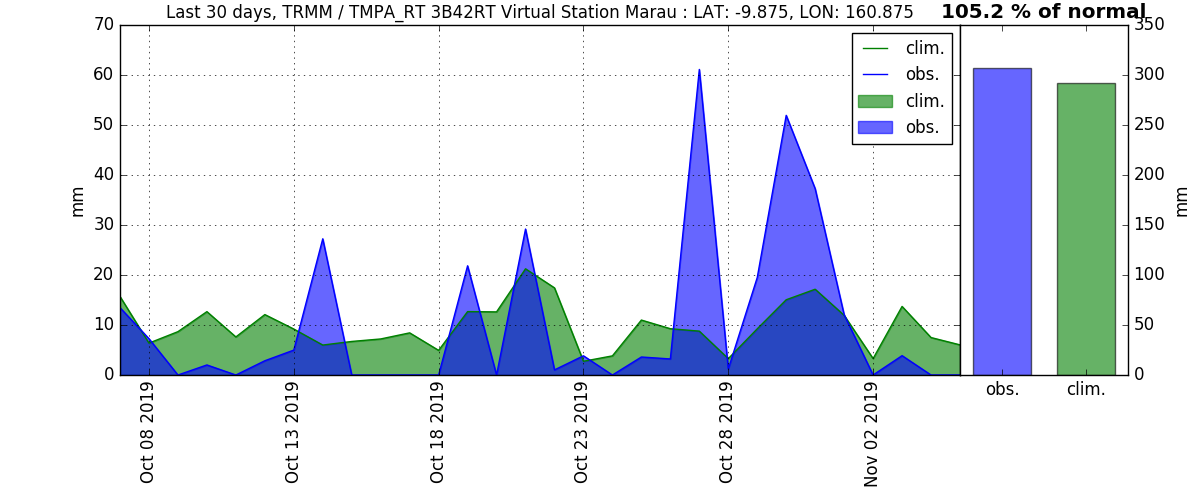 Last 30 days, TRMM / TMPA_RT 3B42RT Virtual Station Marau : LAT: -9.875, LON: 160.875
105.2 % of normal
70
60
50
40
30
20
10
0
mm
clim.
obs.
clim.
obs.
350
300
250
200
150
100
50
0
mm
obs.
clim.
Oct 08 2019
Oct 13 2019
Oct 18 2019
Oct 23 2019
Oct 28 2019
Nov 02 2019